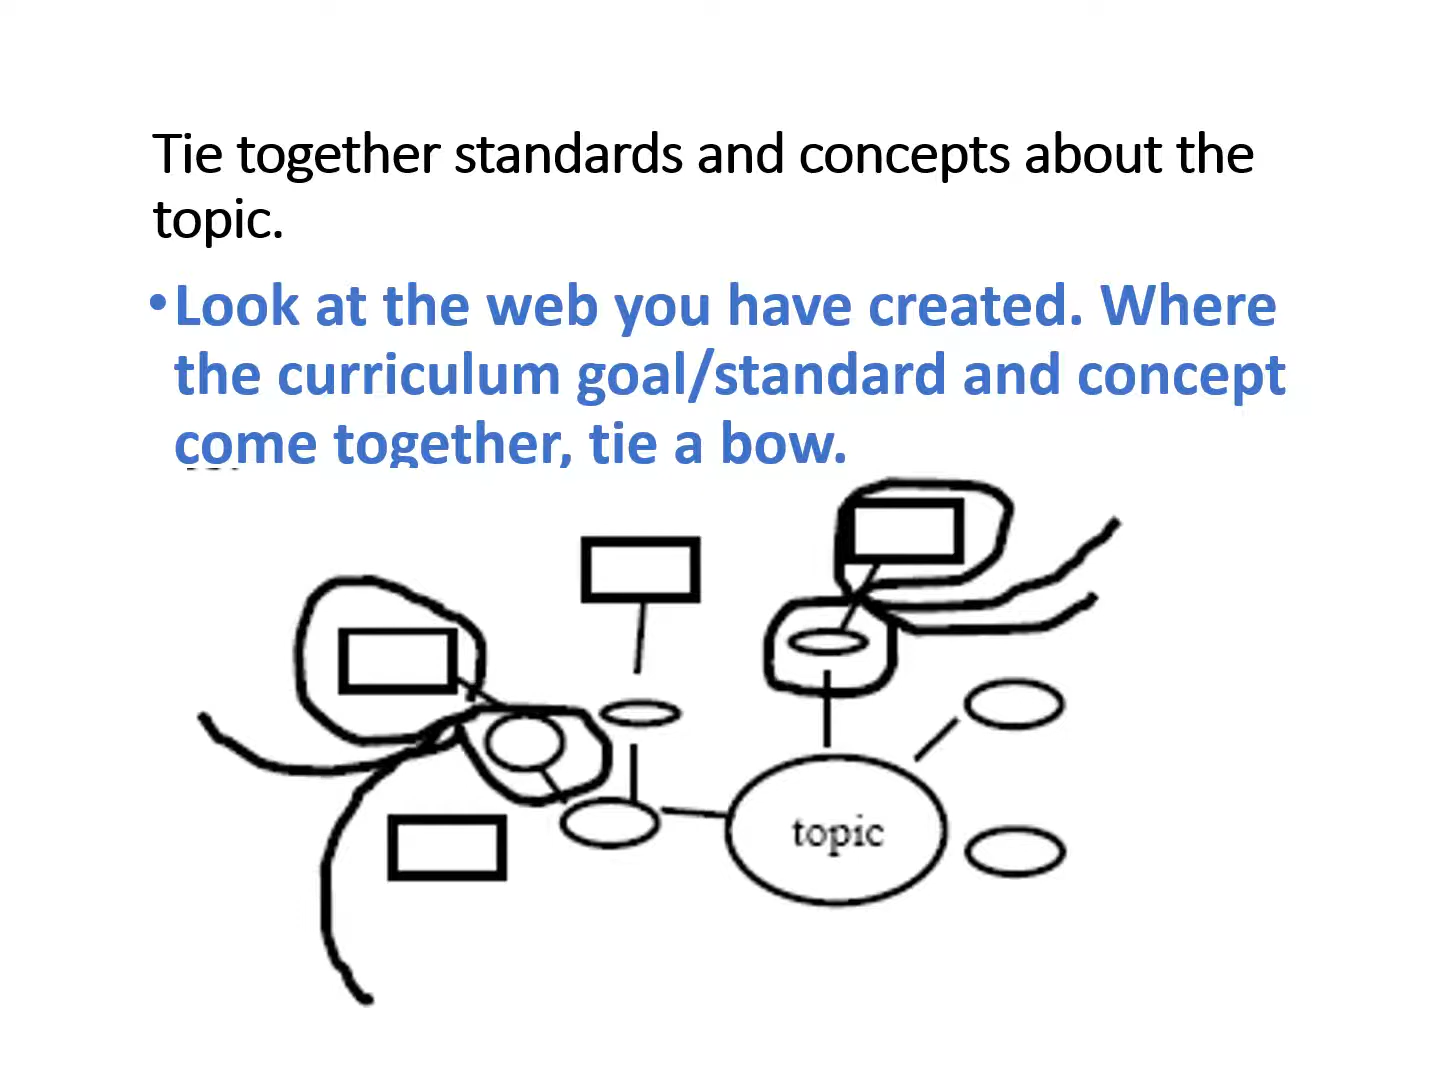 Tie together standards and concepts about the
topic.
•Look at the web you have created. Where
the curriculum goal/standard and concept
come together, tie a bow.
topic